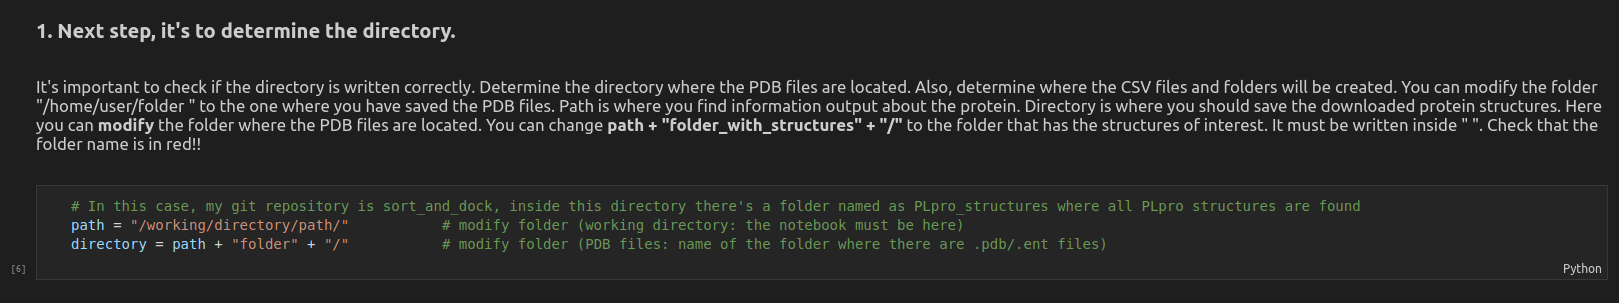 1. Next step, it's to determine the directory.
It's important to check if the directory is written correctly. Determine the directory where the PDB files are located. Also, determine where the CSV files and folders will be created. You can modify the folder
"/home/user/folder " to the one where you have saved the PDB files. Path is where you find information output about the protein. Directory is where you should save the downloaded protein structures. Here
you can modify the folder where the PDB files are located. You can change path + "folder_with_structures" + "/" to the folder that has the structures of interest. It must be written inside " ". Check that the
folder name is in red!!
# In this case, my git repository is sort_and_dock, inside this directory there's a folder named as PLpro_structures where all PLpro structures are found
path = "/working/directory/path/" # modify folder (working directory: the notebook must be here)
directory = path + "folder" + "/" # modify folder (PDB files: name of the folder where there are .pdb/.ent files)
[6] Python